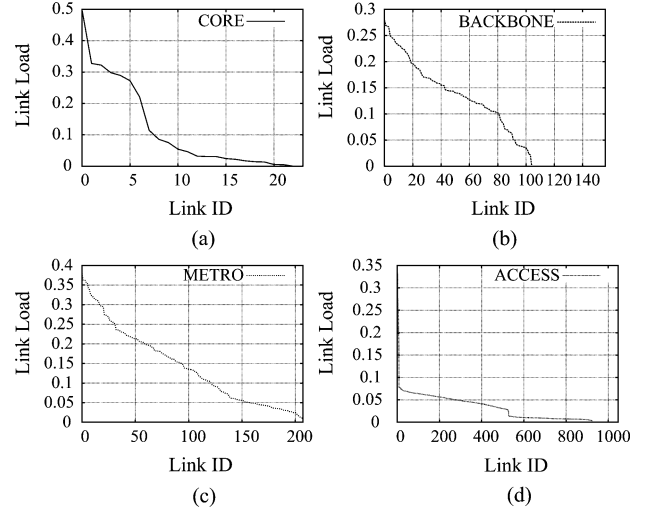 0.5
CORE
0.4
0.3
0.2
0.1
0
0 5 10 15 20
Link Load
Link ID
(a)
0.3
BACKBONE
0.25
0.2
0.15
0.1
0.05
0
0 20 40 60 80 100 120 140
Link Load
Link ID
(b)
0.4
METRO
0.35
0.3
0.25
0.2
0.15
0.1
0.05
0
0 50 100 150 200
Link Load
Link ID
(c)
0.35
ACCESS
0.3
0.25
0.2
0.15
0.1
0.05
0
0 200 400 600 800 1000
Link Load
Link ID
(d)